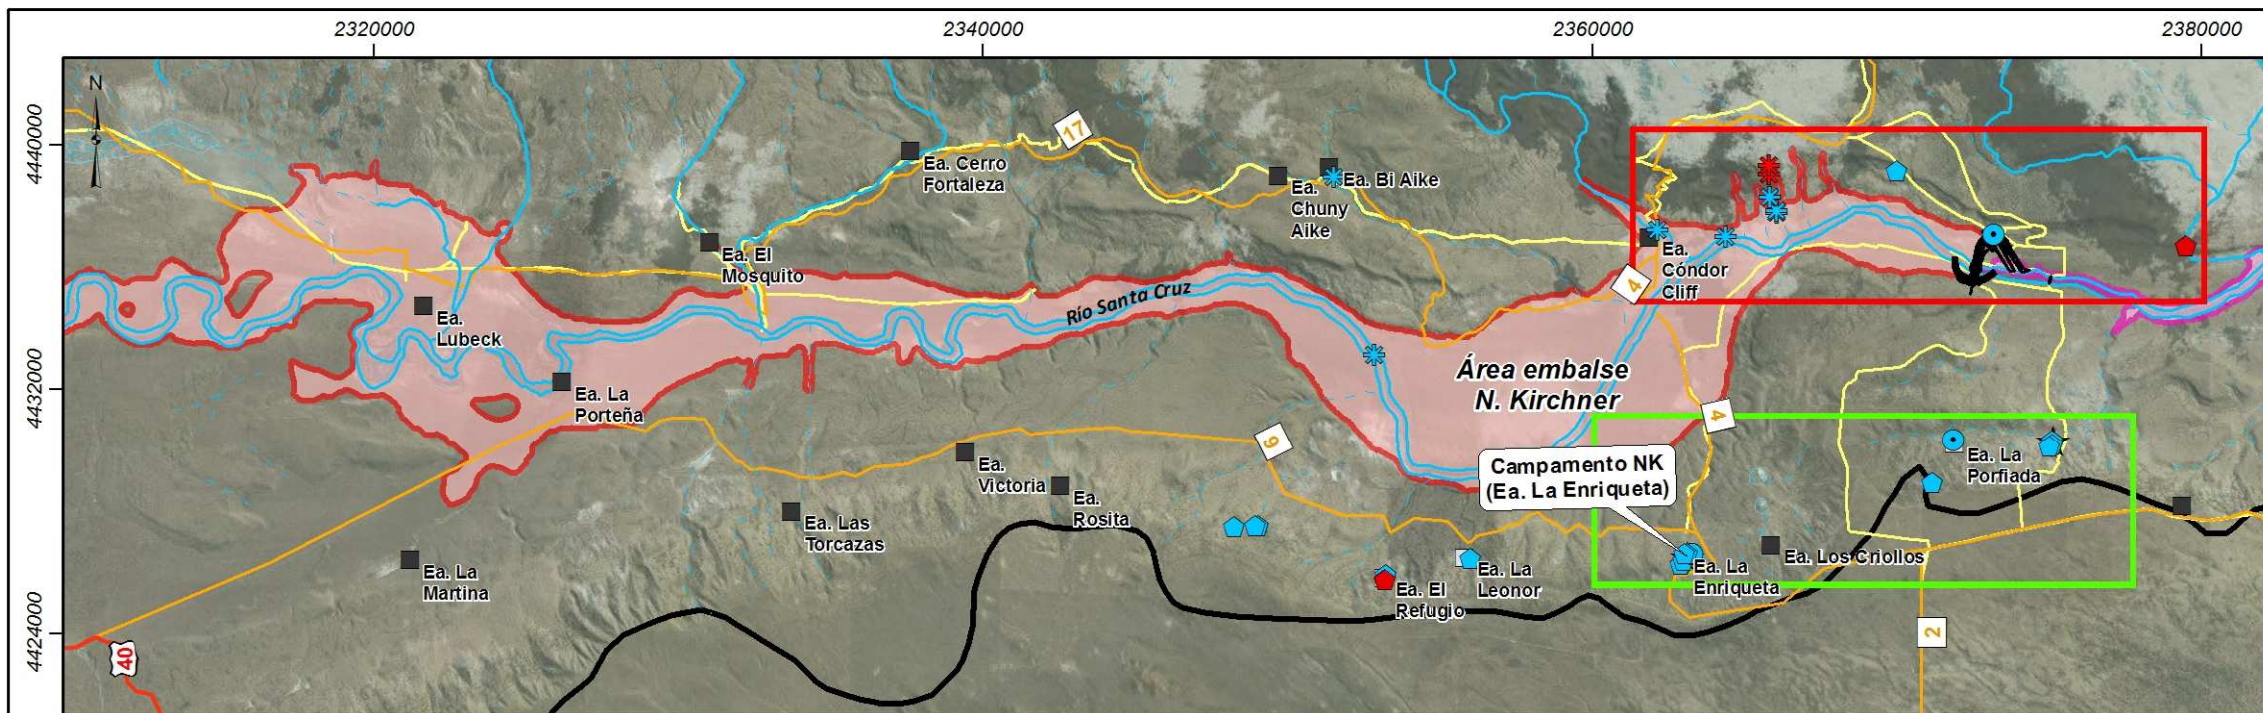 2320000
2340000
2360000
2380000
4440000
4432000
4424000
N
17
Ea. Cerro
Fortaleza
Ea.
Chuny
Aike
Ea. Bi Aike
Ea. El
Mosquito
Ea.
Cóndor
Cliff
4
Río Santa Cruz
Ea.
Lubeck
Ea. La
Porteña
Área embalse
N. Kirchner
4
9
Ea.
Victoria
Ea.
Rosita
Ea. Las
Torcazas
Campamento NK
(Ea. La Enriqueta)
Ea. La
Porfiada
Ea. La
Martina
Ea. El
Refugio
Ea. La
Leonor
Ea. La
Enriqueta
Ea. Los Criollos
40
2